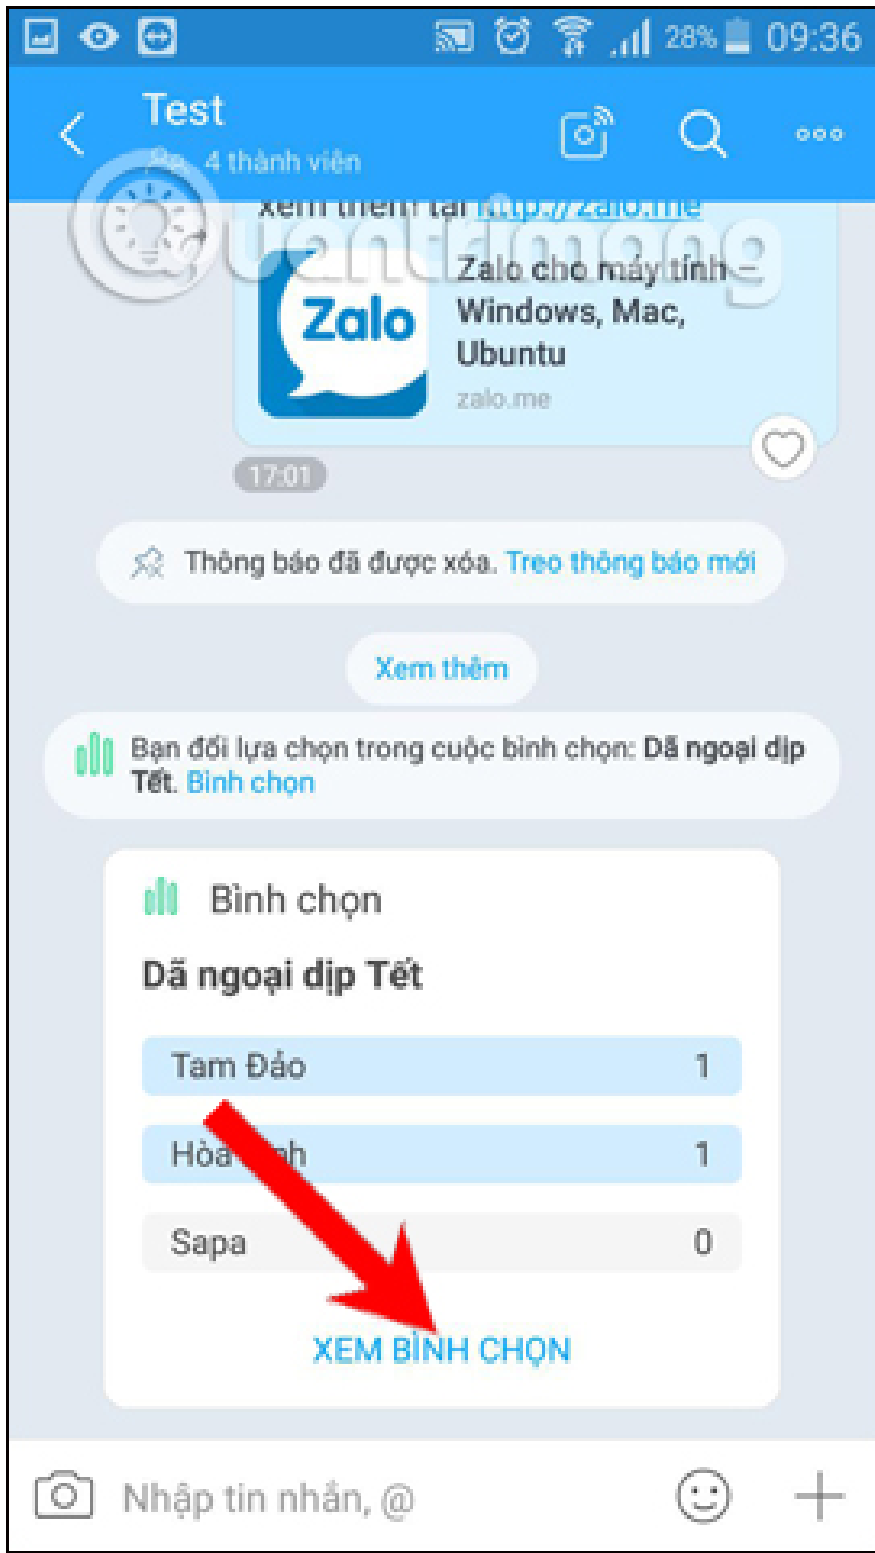 28% 09:36
Test
4 thành viên
xem thêm tại http://zalo.me
Quantrimang
Zalo
Zalo cho máy tính –
Windows, Mac,
Ubuntu
zalo.me
17:01
Thông báo đã được xóa. Treo thông báo mới
Xem thêm
Bạn đổi lựa chọn trong cuộc bình chọn: Dã ngoại dịp
Tết. Bình chọn
Bình chọn
Dã ngoại dịp Tết
Tam Đảo 1
Hòa 1
Sapa 0
XEM BÌNH CHỌN
Nhập tin nhắn, @